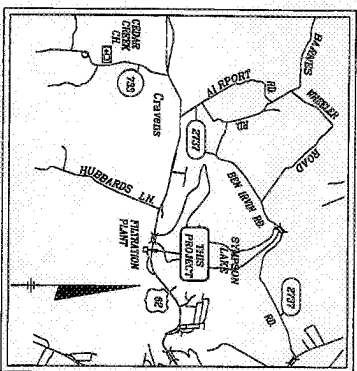 BARNES
WHEELER
ROAD
AIRPORT
RD.
RD.
2737
BEN IRVIN RD.
2737
RD.
CEDAR
CREEK
CH.
733
Cravens
HUBBARDS LN.
SYMPSON
LAKE
THIS
PROJECT
FILTRATION
PLANT
62